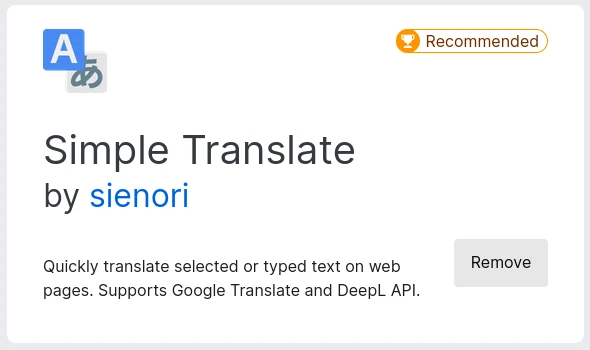 A
あ
Recommended
Simple Translate
by sienori
Quickly translate selected or typed text on web
pages. Supports Google Translate and DeepL API.
Remove